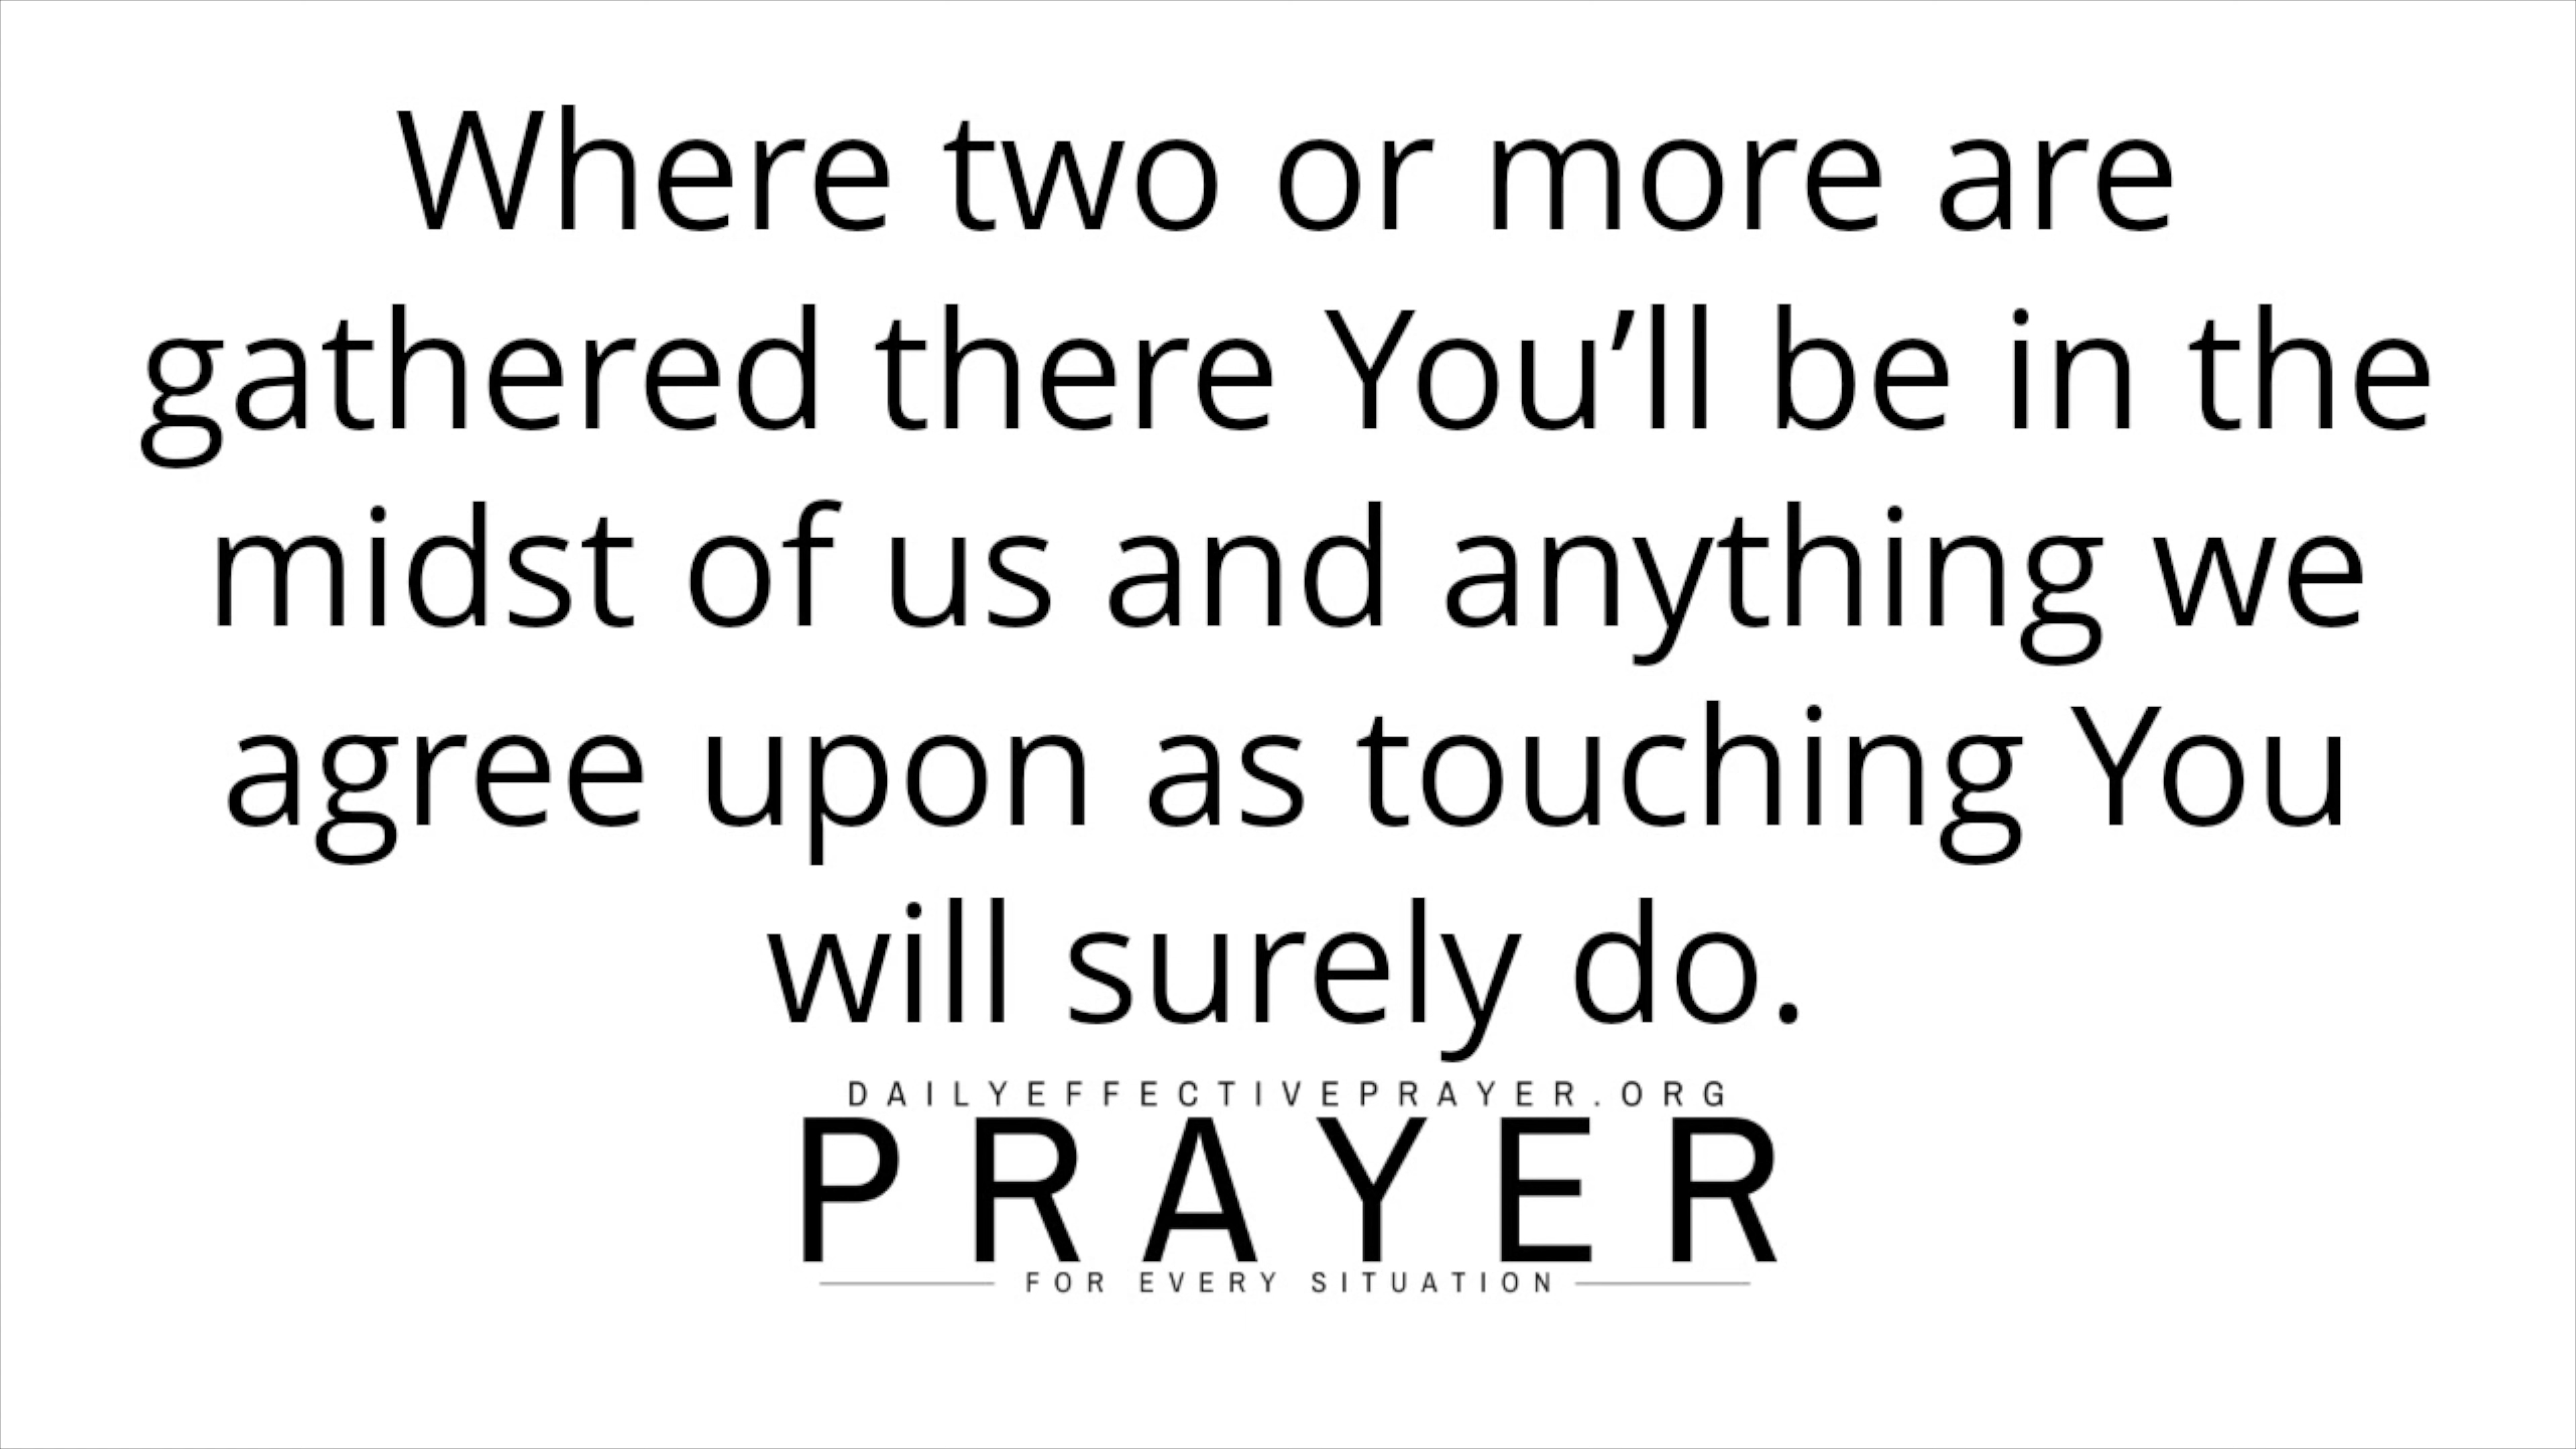 Where two or more are
gathered there You’ll be in the
midst of us and anything we
agree upon as touching You
will surely do.
DAILYEFFECTIVEPRAYER.ORG
PRAYER
FOR EVERY SITUATION